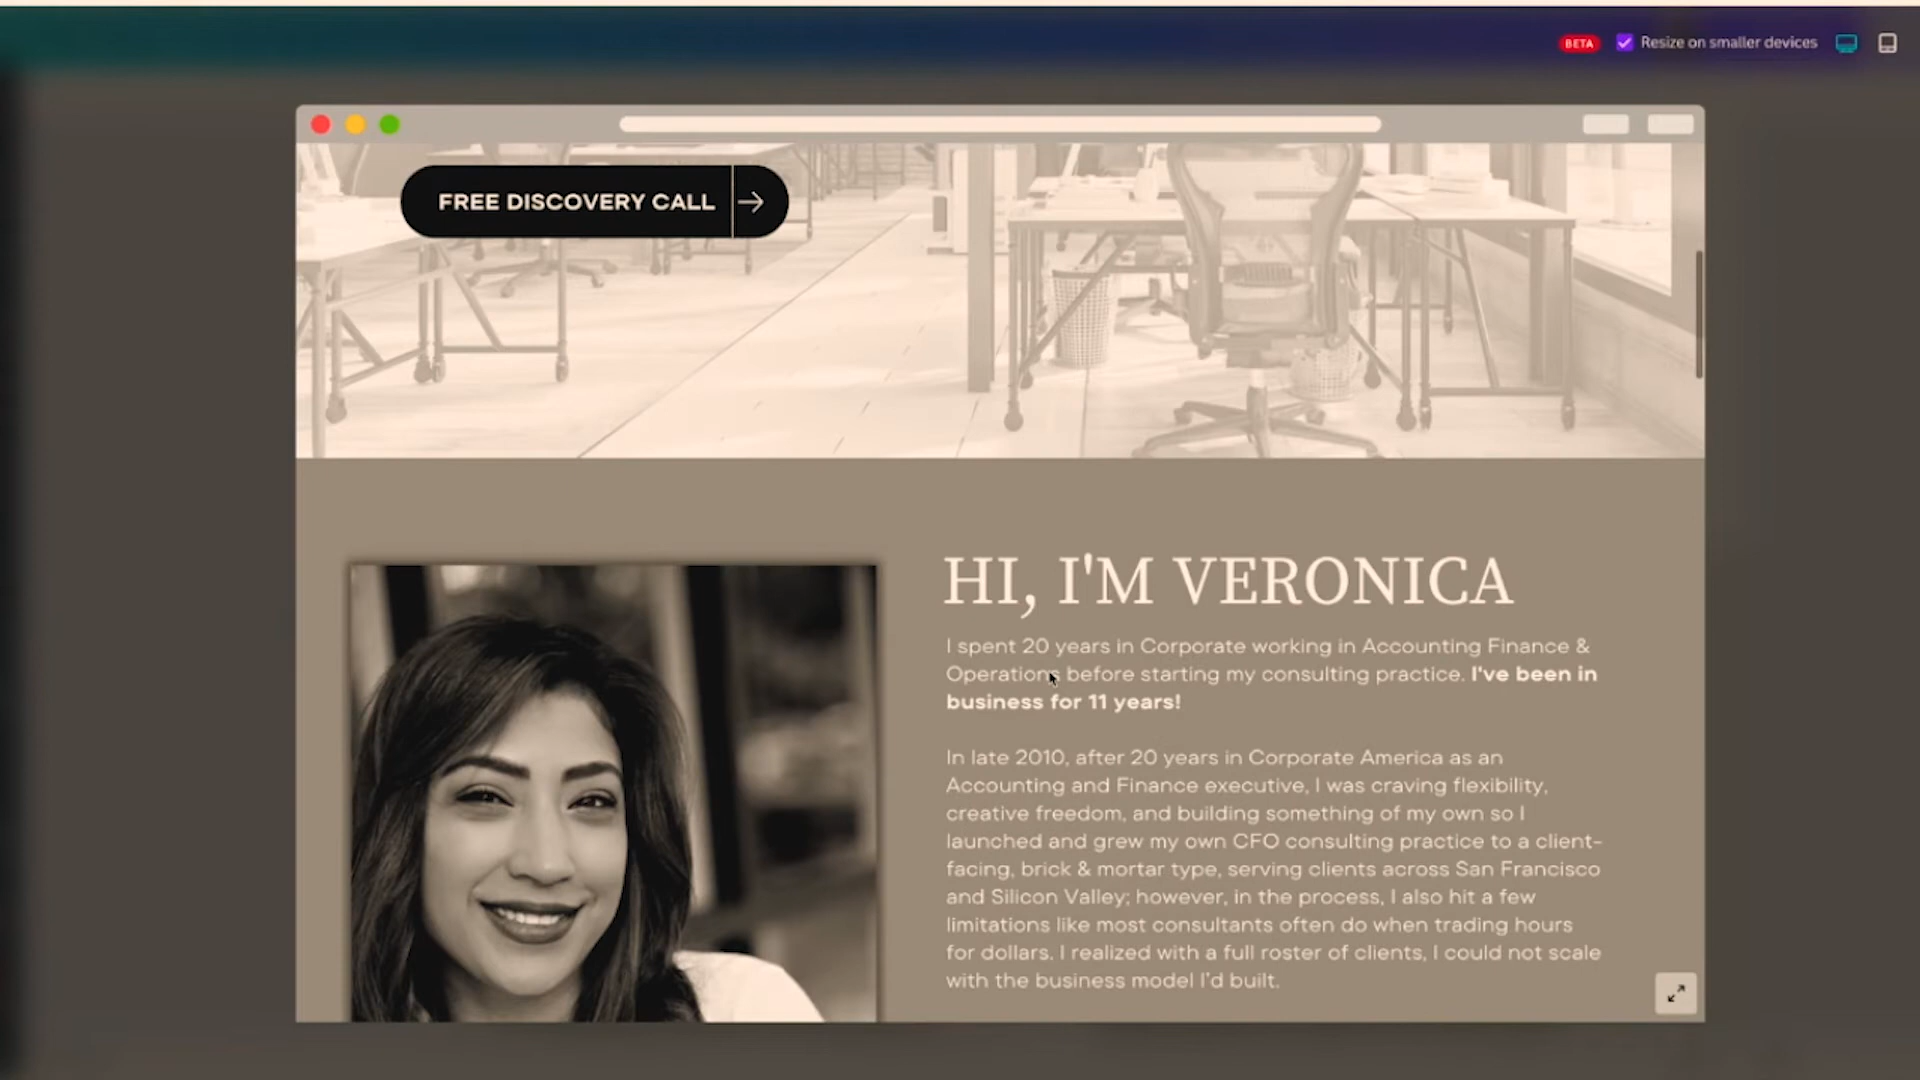 BETA
Resize on smaller devices
FREE DISCOVERY CALL
HI, I'M VERONICA
I spent 20 years in Corporate working in Accounting Finance &
Operations before starting my consulting practice. I've been in
business for 11 years!
In late 2010, after 20 years in Corporate America as an
Accounting and Finance executive, I was craving flexibility,
creative freedom, and building something of my own so I
launched and grew my own CFO consulting practice to a client-
facing, brick & mortar type, serving clients across San Francisco
and Silicon Valley; however, in the process, I also hit a few
limitations like most consultants often do when trading hours
for dollars. I realized with a full roster of clients, I could not scale
with the business model I'd built.